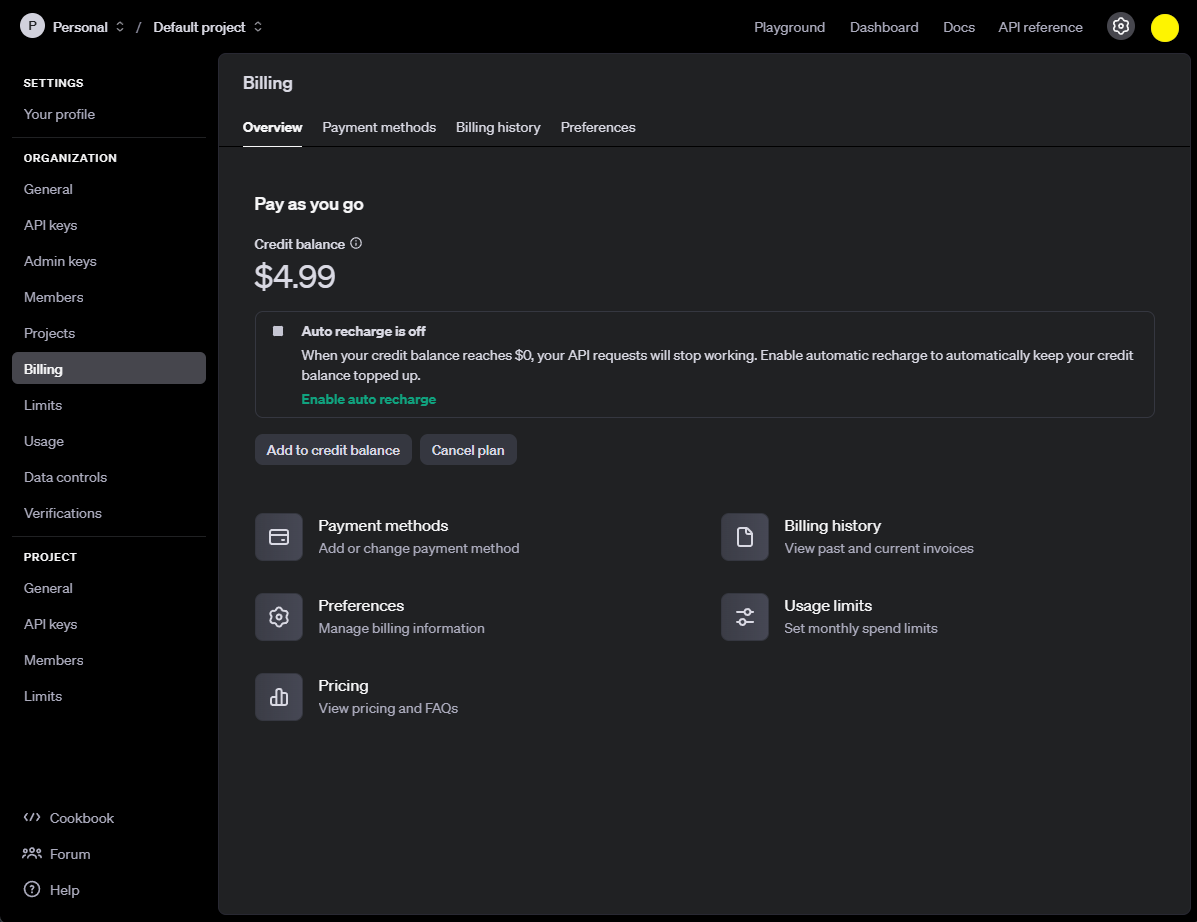 P Personal / Default project
Playground Dashboard Docs API reference
SETTINGS
Your profile
ORGANIZATION
General
API keys
Admin keys
Members
Projects
Billing
Limits
Usage
Data controls
Verifications
PROJECT
General
API keys
Members
Limits
Cookbook
Forum
Help
Billing
Overview Payment methods Billing history Preferences
Pay as you go
Credit balance
$4.99
Auto recharge is off
When your credit balance reaches $0, your API requests will stop working. Enable automatic recharge to automatically keep your credit
balance topped up.
Enable auto recharge
Add to credit balance Cancel plan
Payment methods
Add or change payment method
Billing history
View past and current invoices
Preferences
Manage billing information
Usage limits
Set monthly spend limits
Pricing
View pricing and FAQs